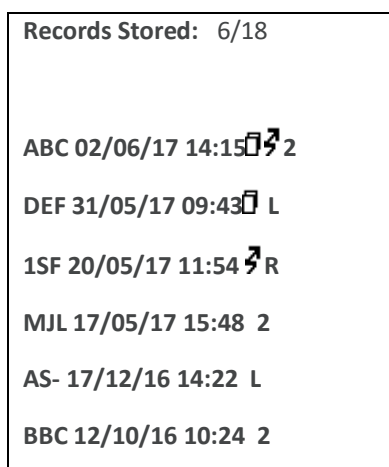 Records Stored: 6/18
ABC 02/06/17 14:15 2
DEF 31/05/17 09:43 L
1SF 20/05/17 11:54 R
MJL 17/05/17 15:48 2
AS- 17/12/16 14:22 L
BBC 12/10/16 10:24 2